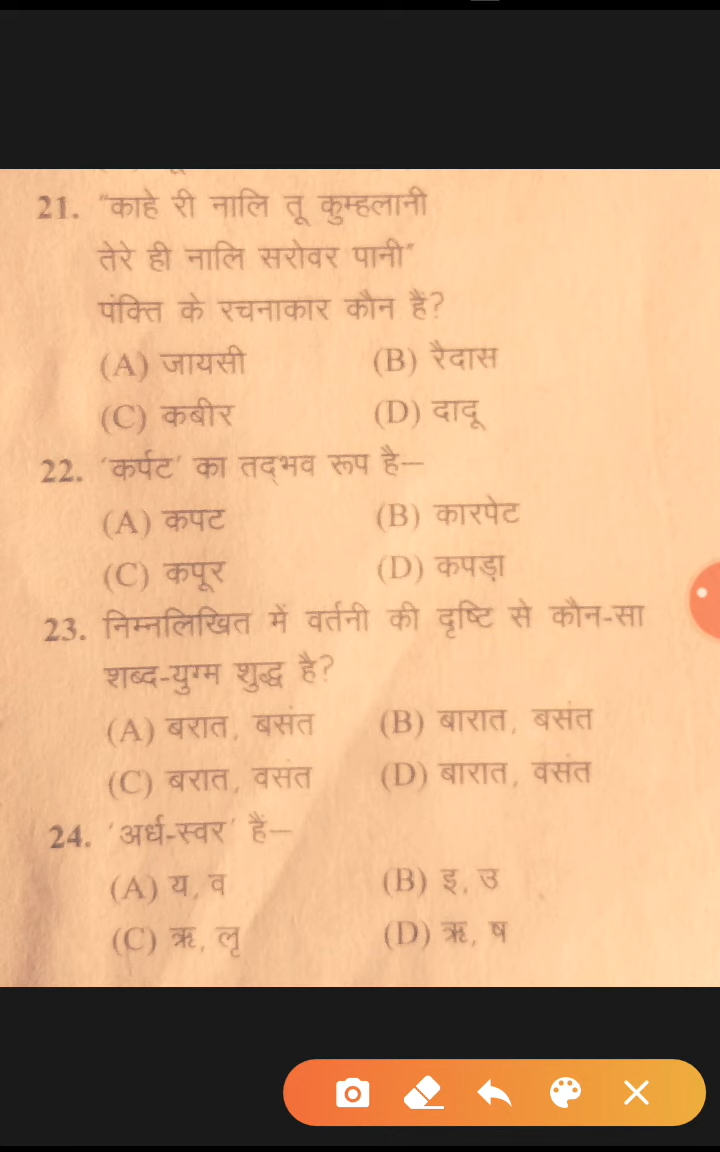 21. "काहे री नालि तू कुम्हलानी
तेरे ही नालि सरोवर पानी"
पंक्ति के रचनाकार कौन हैं?
(A) जायसी (B) रैदास
(C) कबीर (D) दादू
22. 'कर्पट' का तद्भव रूप है—
(A) कपट (B) कारपेट
(C) कपूर (D) कपड़ा
23. निम्नलिखित में वर्तनी की दृष्टि से कौन-सा
शब्द-युग्म शुद्ध है?
(A) बरात, बसंत (B) बारात, बसंत
(C) बरात, वसंत (D) बारात, वसंत
24. 'अर्ध-स्वर' हैं—
(A) य, व (B) इ, उ
(C) ऋ, लृ (D) ऋ, ष